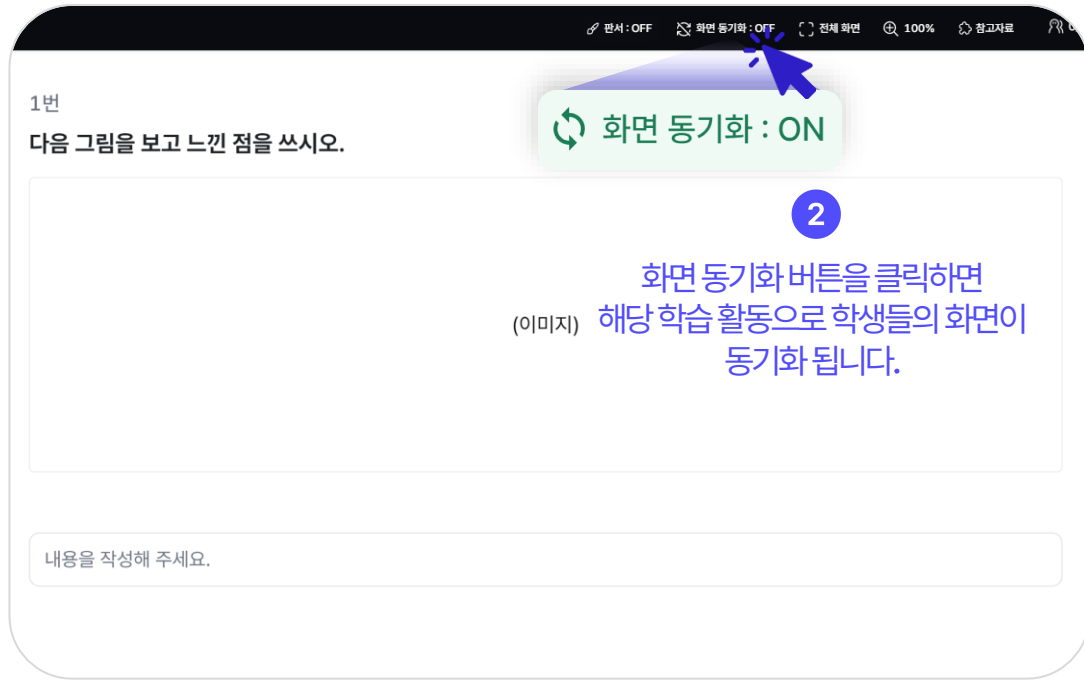 판서 : OFF 화면 동기화 : OFF 전체 화면 100% 참고자료
1번
다음 그림을 보고 느낀 점을 쓰시오.
화면 동기화 : ON
2
화면 동기화 버튼을 클릭하면
해당 학습 활동으로 학생들의 화면이
동기화 됩니다.
(이미지)
내용을 작성해 주세요.